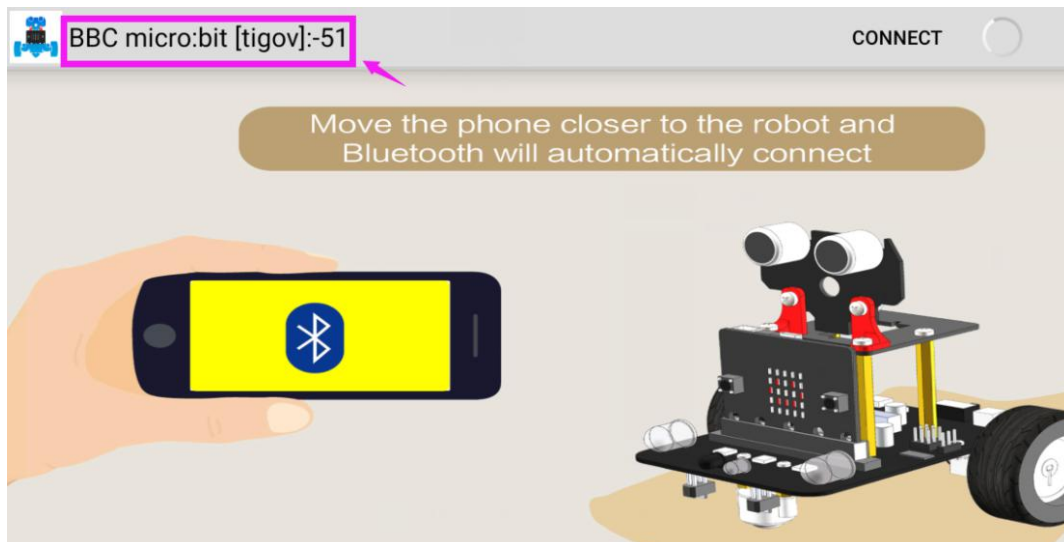 BBC micro:bit [tigov]:-51
CONNECT
Move the phone closer to the robot and
Bluetooth will automatically connect